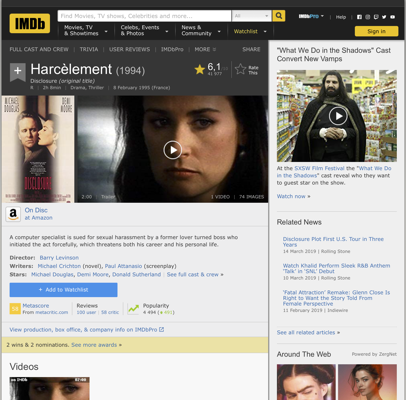 IMDb
Find Movies, TV shows, Celebrities and more...
All
IMDbPro
Help
Movies, TV
& Showtimes
Celebs, Events
& Photos
News &
Community
Watchlist
Sign in
FULL CAST AND CREW | TRIVIA | USER REVIEWS | IMDbPro | MORE
SHARE
Harcèlement (1994)
Disclosure (original title)
R | 2h 8min | Drama, Thriller | 8 February 1995 (France)
6,1
Rate
This
MICHAEL
DOUGLAS
DEMI
MOORE
DISCLOSURE
2:00 | Trailer
1 VIDEO | 74 IMAGES
On Disc
at Amazon
A computer specialist is sued for sexual harassment by a former lover turned boss who
initiated the act forcefully, which threatens both his career and his personal life.
Director: Barry Levinson
Writers: Michael Crichton (novel), Paul Attanasio (screenplay)
Stars: Michael Douglas, Demi Moore, Donald Sutherland | See full cast & crew »
+ Add to Watchlist
Metascore
From metacritic.com
Reviews
100 user | 58 critic
Popularity
4 494
View production, box office, & company info on IMDbPro
2 wins & 2 nominations. See more awards »
Videos
"What We Do in the Shadows" Cast
Convert New Vamps
At the SXSW Film Festival the "What We Do
in the Shadows" cast reveal who they want
to guest star on the show.
Watch now »
Related News
Disclosure Plot First U.S. Tour in Three
Years
14 March 2019 | Rolling Stone
Watch Khalid Perform Sleek R&B Anthem
'Talk' in 'SNL' Debut
10 March 2019 | Rolling Stone
'Fatal Attraction' Remake: Glenn Close Is
Right to Want the Story Told From
Female Perspective
11 February 2019 | Indiewire
See all related articles »
Around The Web
Powered by ZergNet